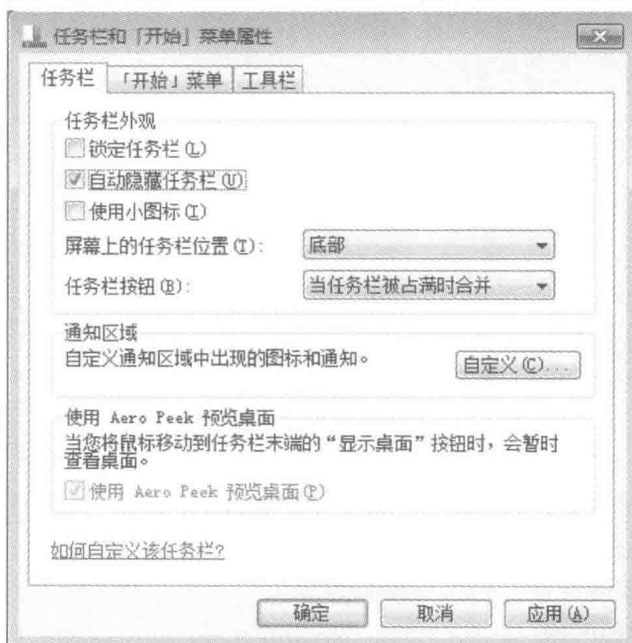 任务栏和「开始」菜单属性
任务栏 「开始」菜单 工具栏
任务栏外观
锁定任务栏(L)
自动隐藏任务栏(U)
使用小图标(I)
屏幕上的任务栏位置(T): 底部
任务栏按钮(B): 当任务栏被占满时合并
通知区域
自定义通知区域中出现的图标和通知。 自定义(C)...
使用 Aero Peek 预览桌面
当您将鼠标移动到任务栏末端的“显示桌面”按钮时，会暂时
查看桌面。
使用 Aero Peek 预览桌面(P)
如何自定义该任务栏?
确定 取消 应用(A)